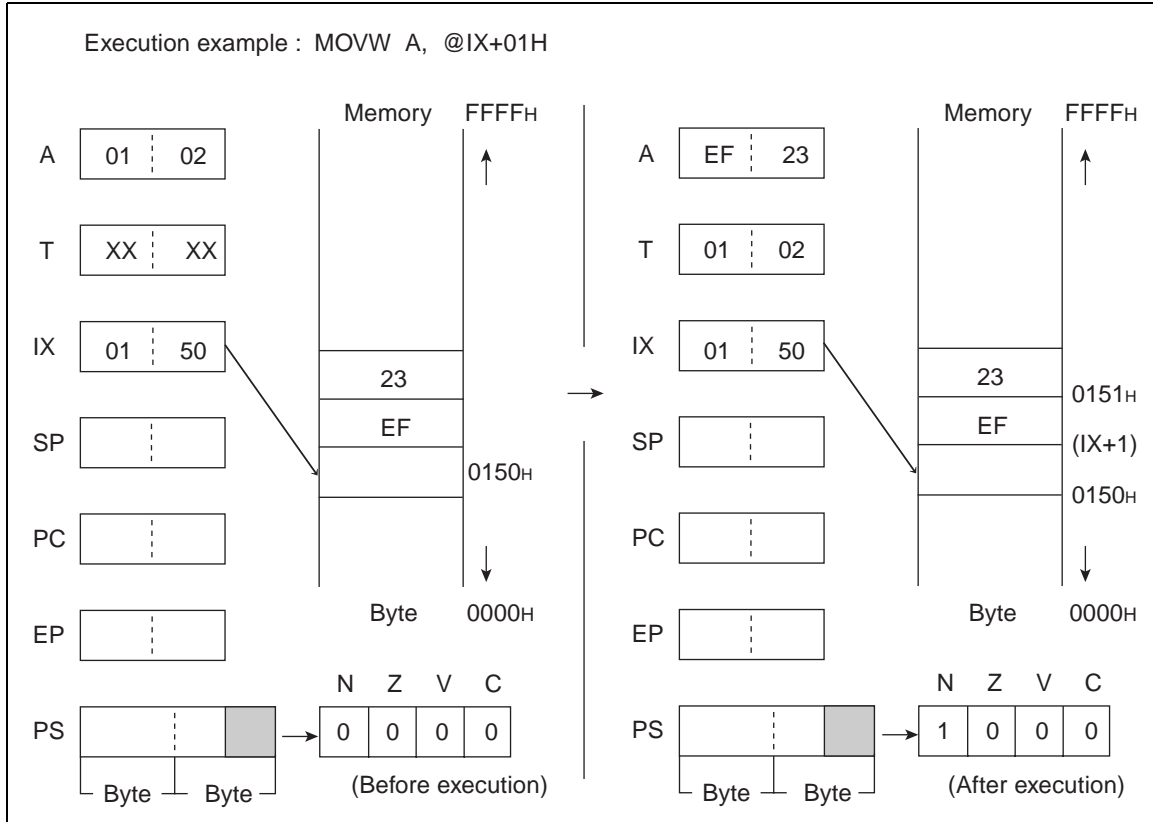 Execution example : MOVW A, @IX+01H
Memory FFFFH
A 01 02
T XX XX
IX 01 50
23
EF
SP
0150H
PC
Byte 0000H
EP
N Z V C
PS
0 0 0 0
Byte Byte
(Before execution)
Memory FFFFH
A EF 23
T 01 02
IX 01 50
23
0151H
EF
SP
(IX+1)
0150H
PC
Byte 0000H
EP
N Z V C
PS
1 0 0 0
Byte Byte
(After execution)